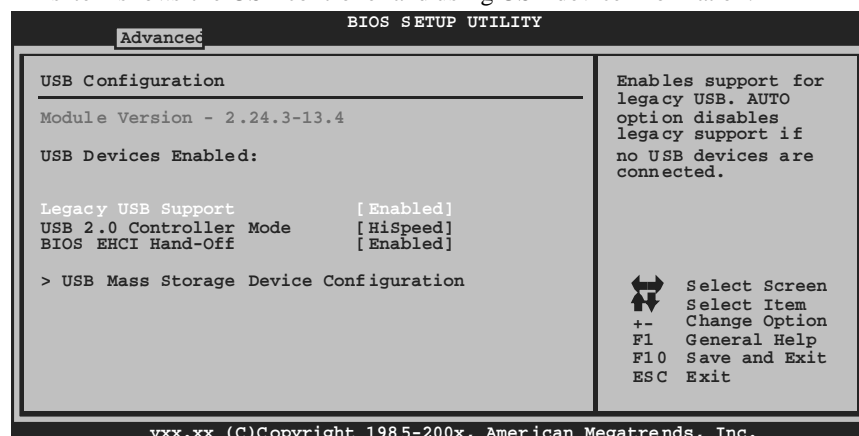 BIOS SETUP UTILITY
Advanced
USB Configuration
Module Version - 2.24.3-13.4
USB Devices Enabled:
Legacy USB Support [Enabled]
USB 2.0 Controller Mode [HiSpeed]
BIOS EHCI Hand-Off [Enabled]
> USB Mass Storage Device Configuration
Enables support for
legacy USB. AUTO
option disables
legacy support if
no USB devices are
connected.
Select Screen
Select Item
+- Change Option
F1 General Help
F10 Save and Exit
ESC Exit
vxx.xx (C)Copyright 1985-200x, American Megatrends, Inc.